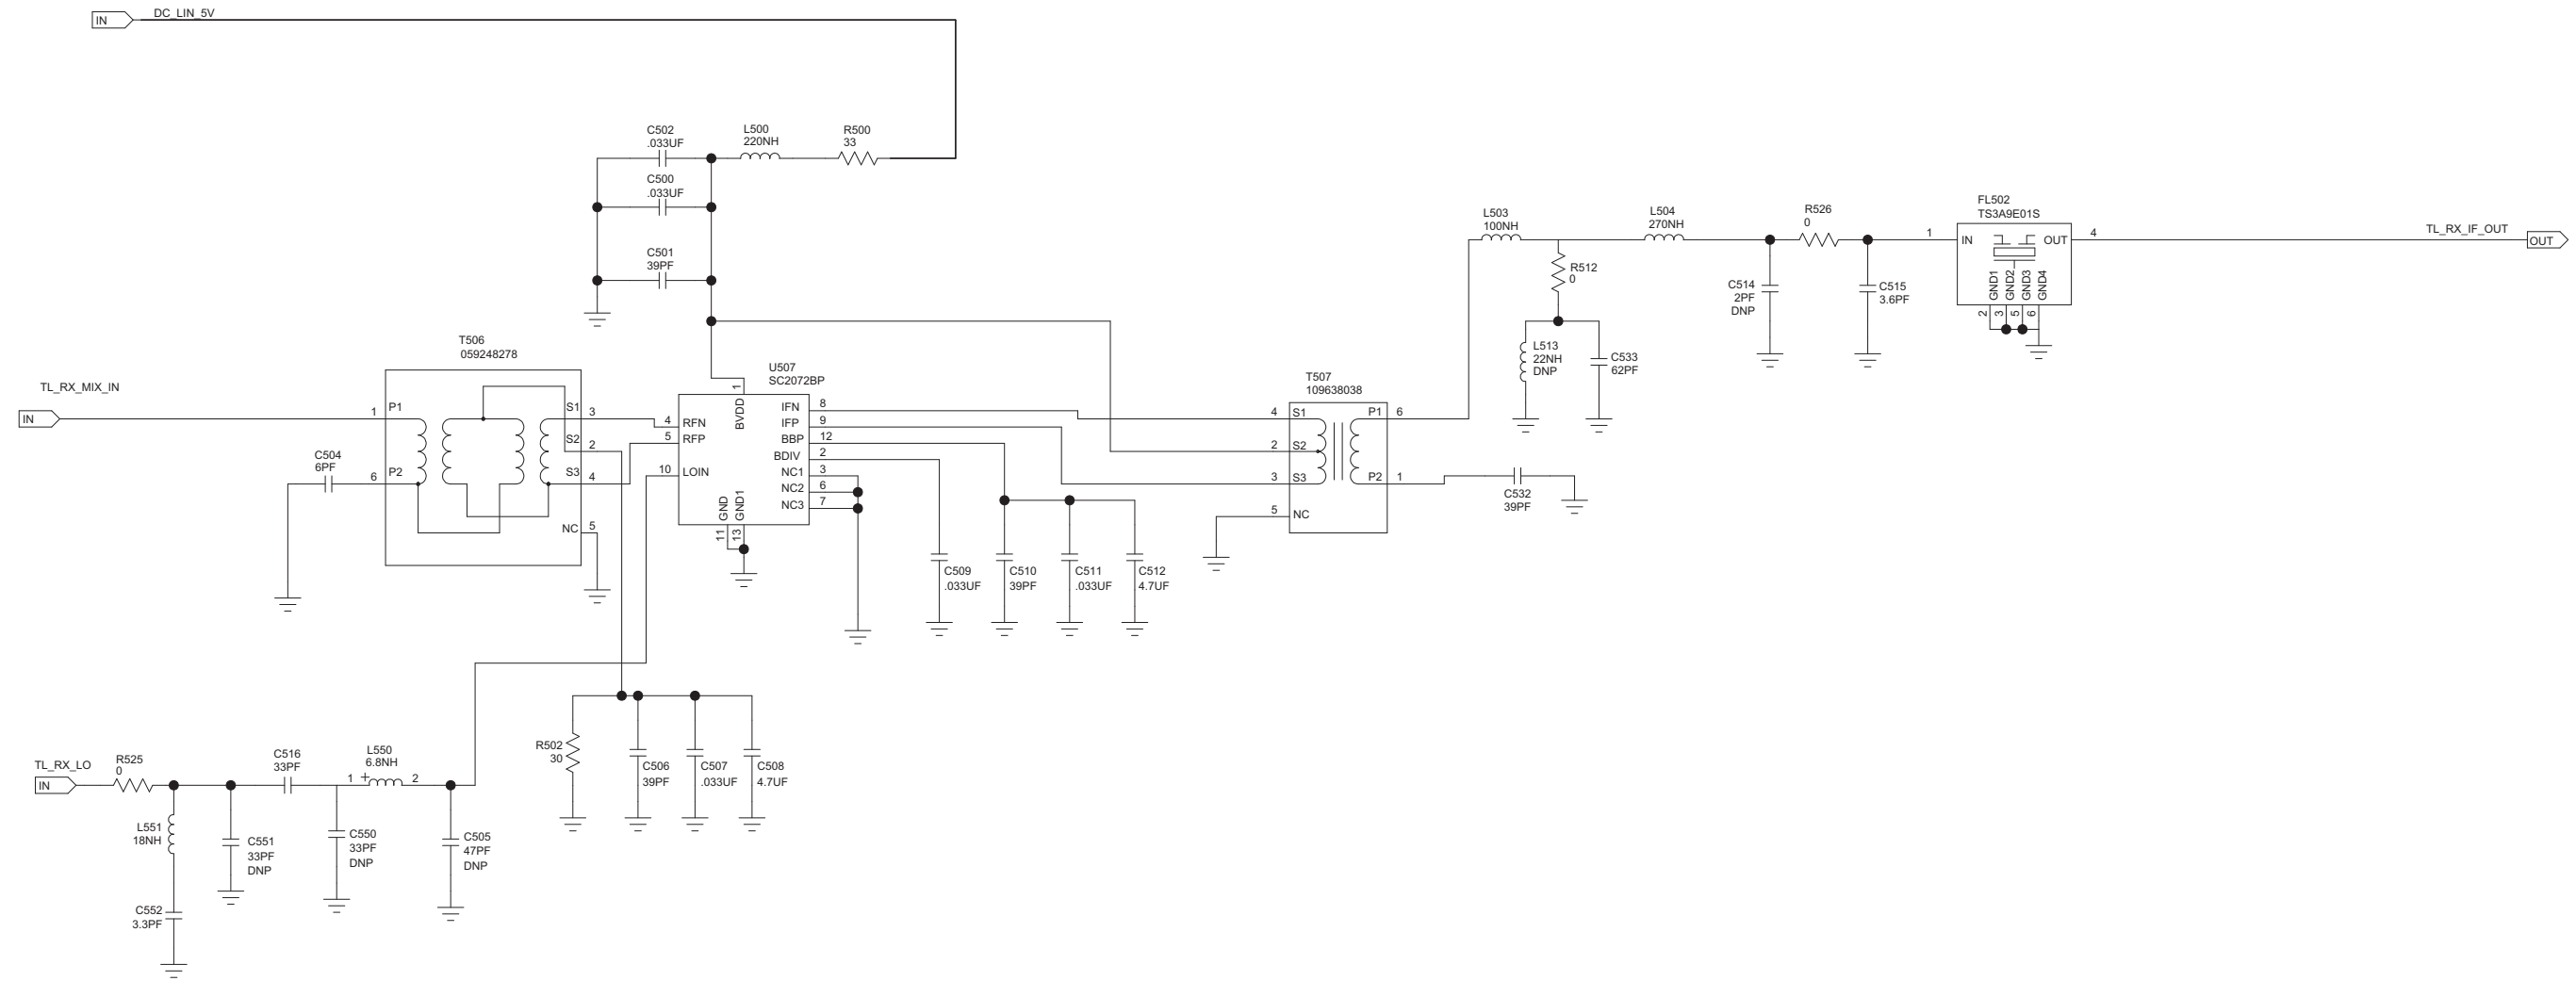 IN
DC_LIN_5V
C502
.033UF
L500
220NH
R500
33
C500
.033UF
C501
39PF
L503
100NH
L504
270NH
R526
0
FL502
TS3A9E01S
1
IN
OUT
4
GND1
GND2
GND3
GND4
2
3
5
6
TL_RX_IF_OUT
OUT
R512
0
C514
2PF
DNP
C515
3.6PF
L513
22NH
DNP
C533
62PF
T506
059248278
TL_RX_MIX_IN
IN
1
P1
S1
3
S2
2
P2
6
S3
4
NC
5
C504
6PF
U507
SC2072BP
1
BVDD
4
RFN
5
RFP
10
LOIN
IFN
8
IFP
9
BBP
12
BDIV
2
NC1
3
NC2
6
NC3
7
GND
GND1
11
13
T507
109638038
4
S1
P1
6
2
S2
3
S3
P2
1
5
NC
C532
39PF
C509
.033UF
C510
39PF
C511
.033UF
C512
4.7UF
TL_RX_LO
IN
R525
0
C516
33PF
L550
6.8NH
1
+
2
R502
30
C506
39PF
C507
.033UF
C508
4.7UF
L551
18NH
C551
33PF
DNP
C550
33PF
DNP
C505
47PF
DNP
C552
3.3PF